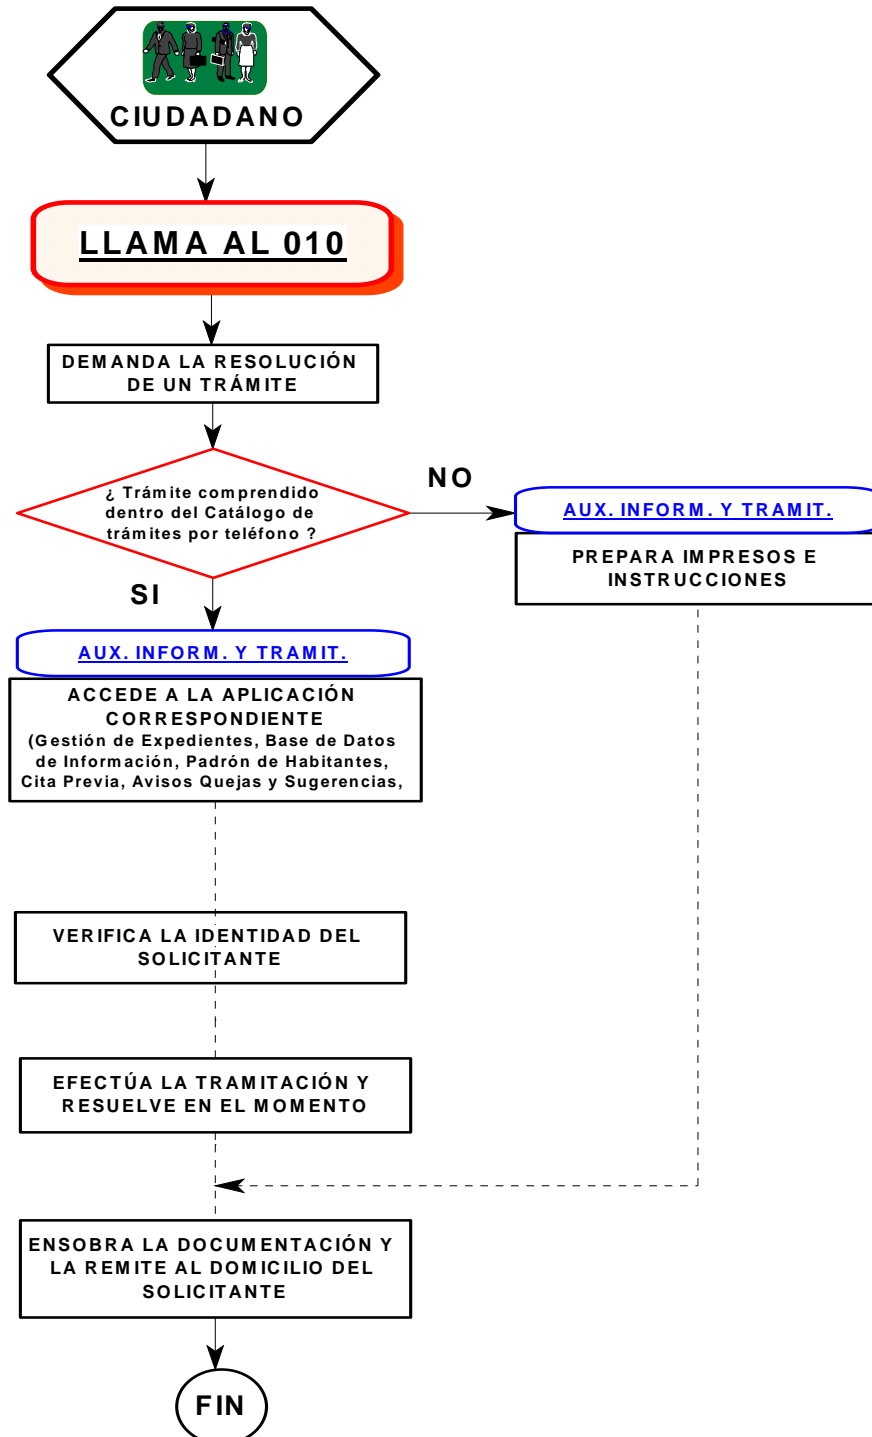 CIUDADANO
LLAMA AL 010
DEMANDA LA RESOLUCIÓN
DE UN TRÁMITE
¿ Trámite comprendido
dentro del Catálogo de
trámites por teléfono ?
NO
AUX. INFORM. Y TRAMIT.
PREPARA IMPRESOS E
INSTRUCCIONES
SI
AUX. INFORM. Y TRAMIT.
ACCEDE A LA APLICACIÓN
CORRESPONDIENTE
(Gestión de Expedientes, Base de Datos
de Información, Padrón de Habitantes,
Cita Previa, Avisos Quejas y Sugerencias,
VERIFICA LA IDENTIDAD DEL
SOLICITANTE
EFECTÚA LA TRAMITACIÓN Y
RESUELVE EN EL MOMENTO
ENSOBRA LA DOCUMENTACIÓN Y
LA REMITE AL DOMICILIO DEL
SOLICITANTE
FIN